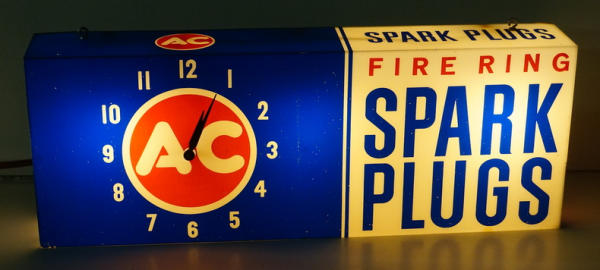 AC
SPARK PLUGS
FIRE RING
SPARK
PLUGS
12
1
2
3
4
5
6
7
8
9
10
11
AC